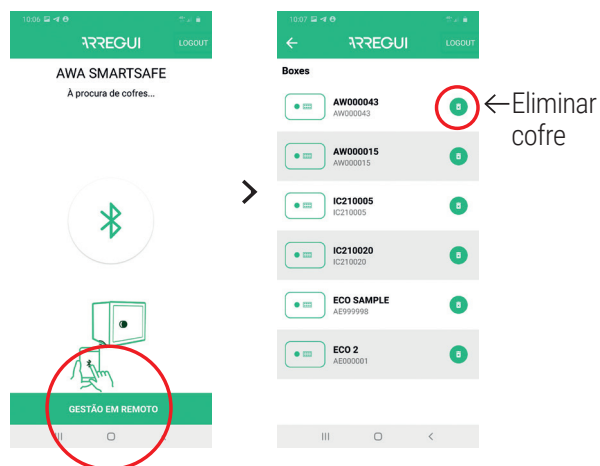 10:06
ARREGUI
LOGOUT
AWA SMARTSAFE
À procura de cofres...
GESTÃO EM REMOTO
>
10:07
ARREGUI
LOGOUT
Boxes
AW000043
AW000043
AW000015
AW000015
IC210005
IC210005
IC210020
IC210020
ECO SAMPLE
AE999998
ECO 2
AE000001
←Eliminar
cofre